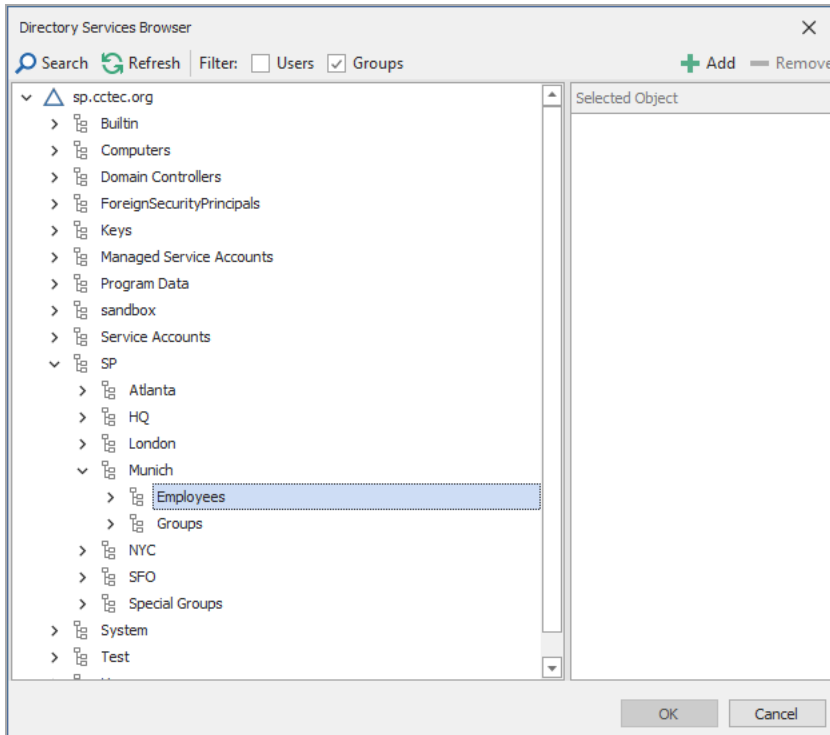 Directory Services Browser
Search Refresh Filter: Users Groups Add Remove
sp.cctec.org
Selected Object
Builtin
Computers
Domain Controllers
ForeignSecurityPrincipals
Keys
Managed Service Accounts
Program Data
sandbox
Service Accounts
SP
Atlanta
HQ
London
Munich
Employees
Groups
NYC
SFO
Special Groups
System
Test
OK Cancel